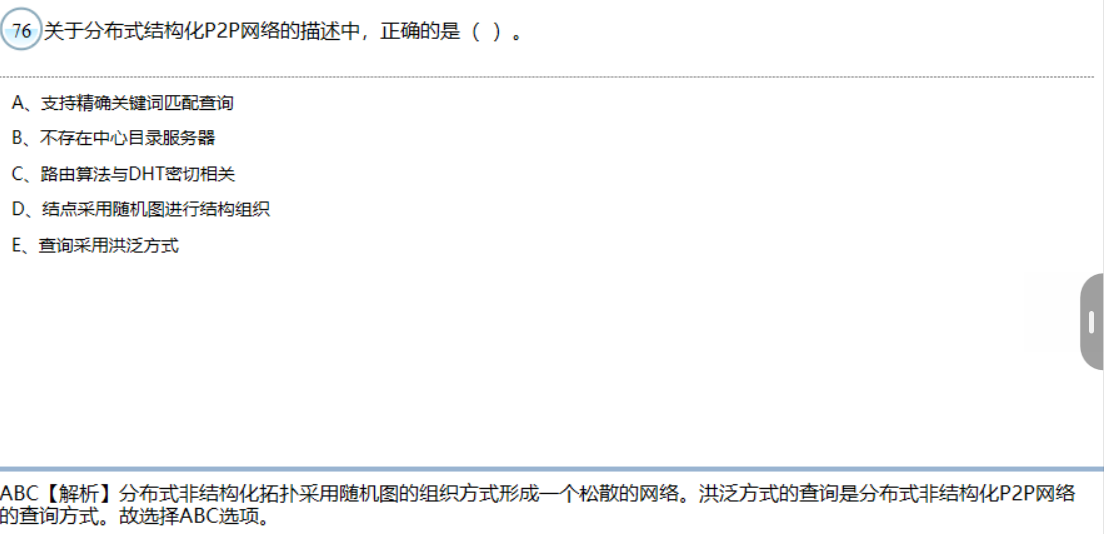 76 关于分布式结构化P2P网络的描述中，正确的是（ ）。
A、支持精确关键词匹配查询
B、不存在中心目录服务器
C、路由算法与DHT密切相关
D、结点采用随机图进行结构组织
E、查询采用洪泛方式
ABC【解析】分布式非结构化拓扑采用随机图的组织方式形成一个松散的网络。洪泛方式的查询是分布式非结构化P2P网络
的查询方式。故选择ABC选项。